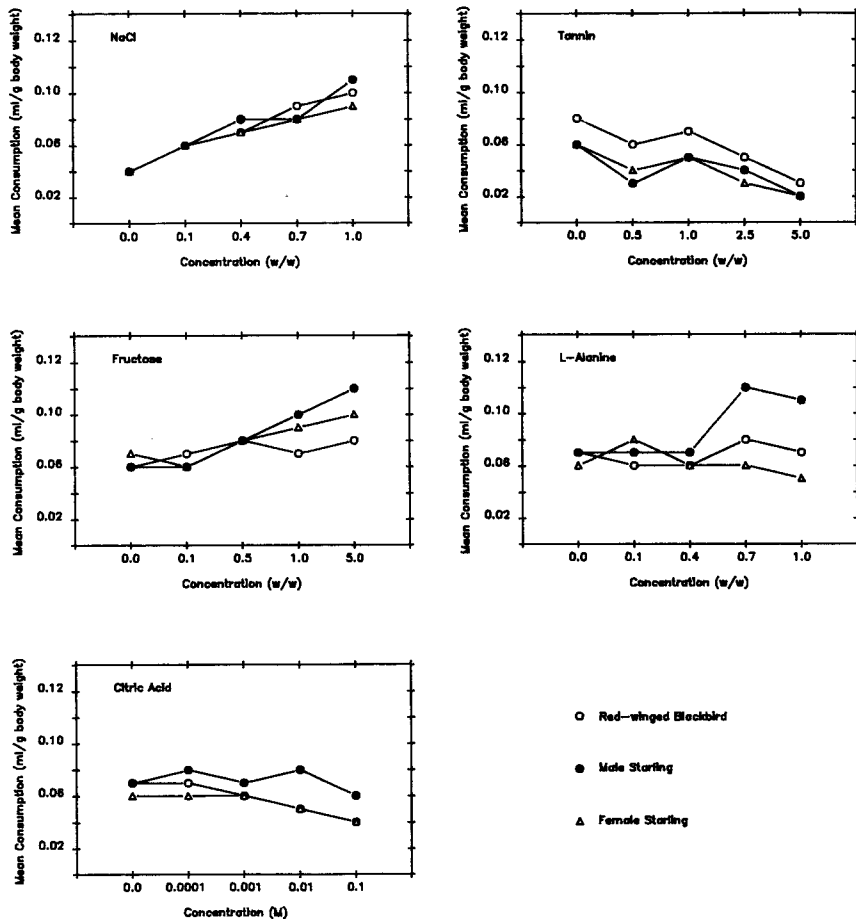 0.12
NaCl
0.10
0.06
0.02
Mean Consumption (ml/g body weight)
0.0 0.1 0.4 0.7 1.0
Concentration (w/w)
0.12
Tannin
0.10
0.06
0.02
Mean Consumption (ml/g body weight)
0.0 0.5 1.0 2.5 5.0
Concentration (w/w)
0.12
Fructose
0.10
0.06
0.02
Mean Consumption (ml/g body weight)
0.0 0.1 0.5 1.0 5.0
Concentration (w/w)
0.12
L-Alanine
0.10
0.06
0.02
Mean Consumption (ml/g body weight)
0.0 0.1 0.4 0.7 1.0
Concentration (w/w)
0.12
Citric Acid
0.10
0.06
0.02
Mean Consumption (ml/g body weight)
0.0 0.0001 0.001 0.01 0.1
Concentration (M)
Red-winged Blackbird
Male Starling
Female Starling